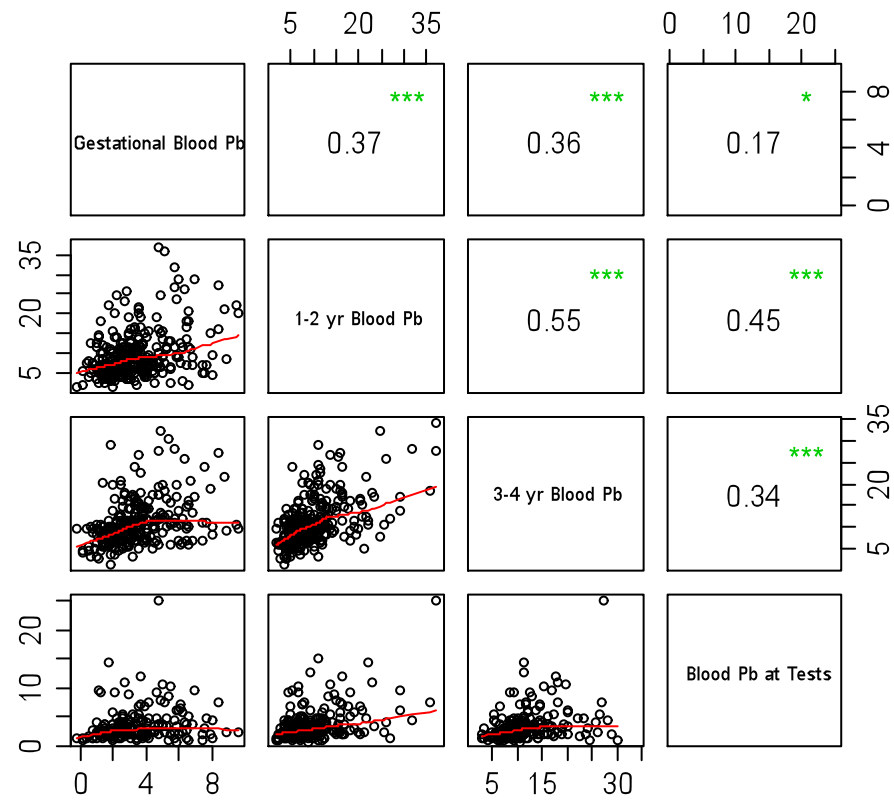 5 20 35
0 10 20
*** *** *
Gestational Blood Pb 0.37 0.36 0.17
8
4
0
35
20
5
*** ***
1-2 yr Blood Pb 0.55 0.45
***
3-4 yr Blood Pb 0.34
35
20
5
20
10
0
Blood Pb at Tests
0 4 8
5 15 30